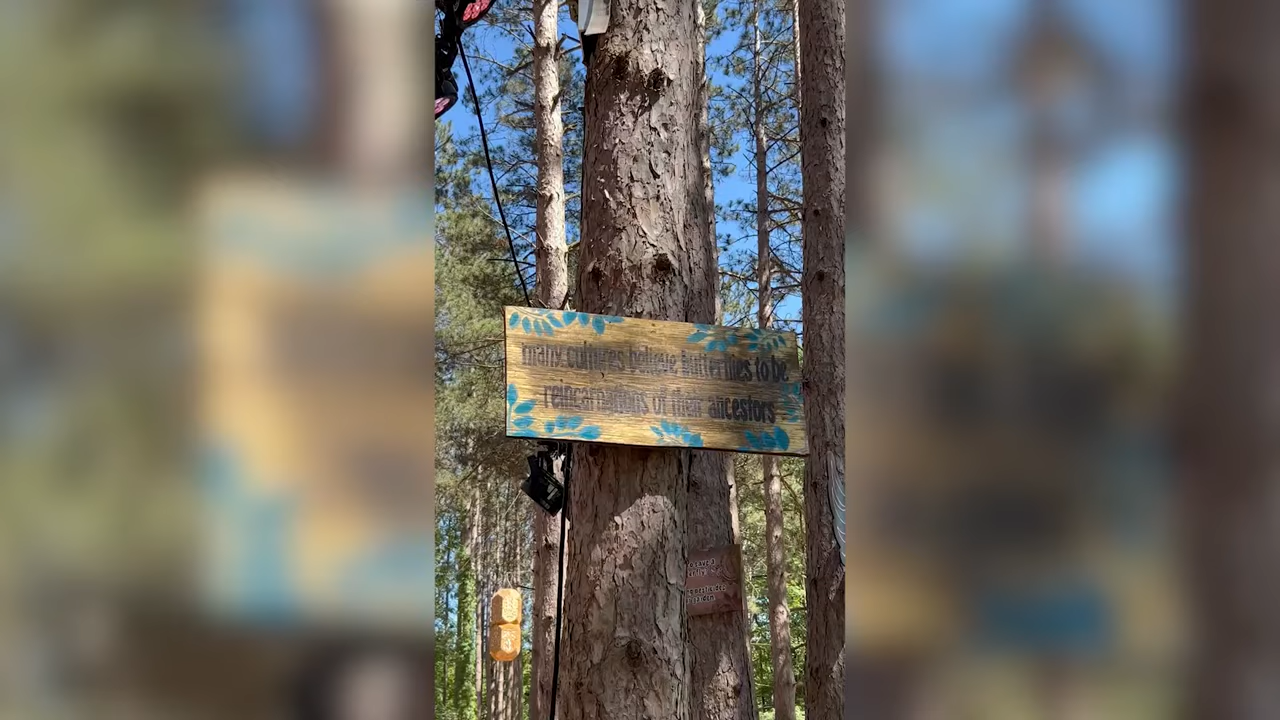 many cultures believe butterflies to be
reincarnations of their ancestors